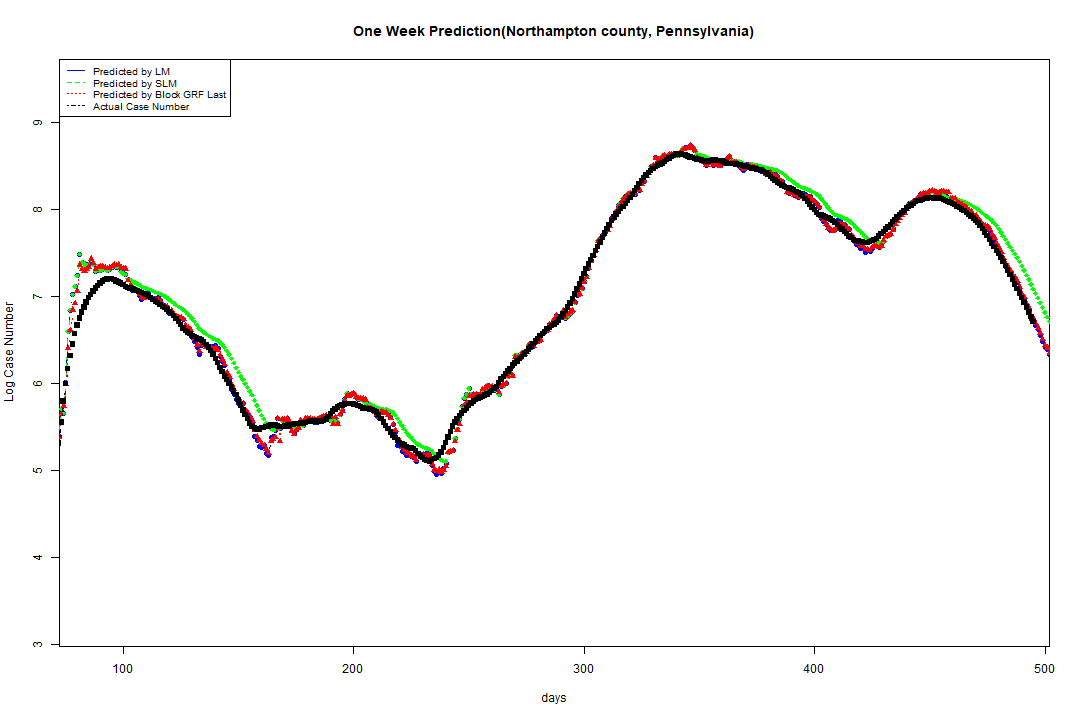 One Week Prediction(Northampton county, Pennsylvania)
Predicted by LM
Predicted by SLM
Predicted by Block GRF Last
Actual Case Number
9
8
7
6
5
4
3
Log Case Number
100 200 300 400 500
days